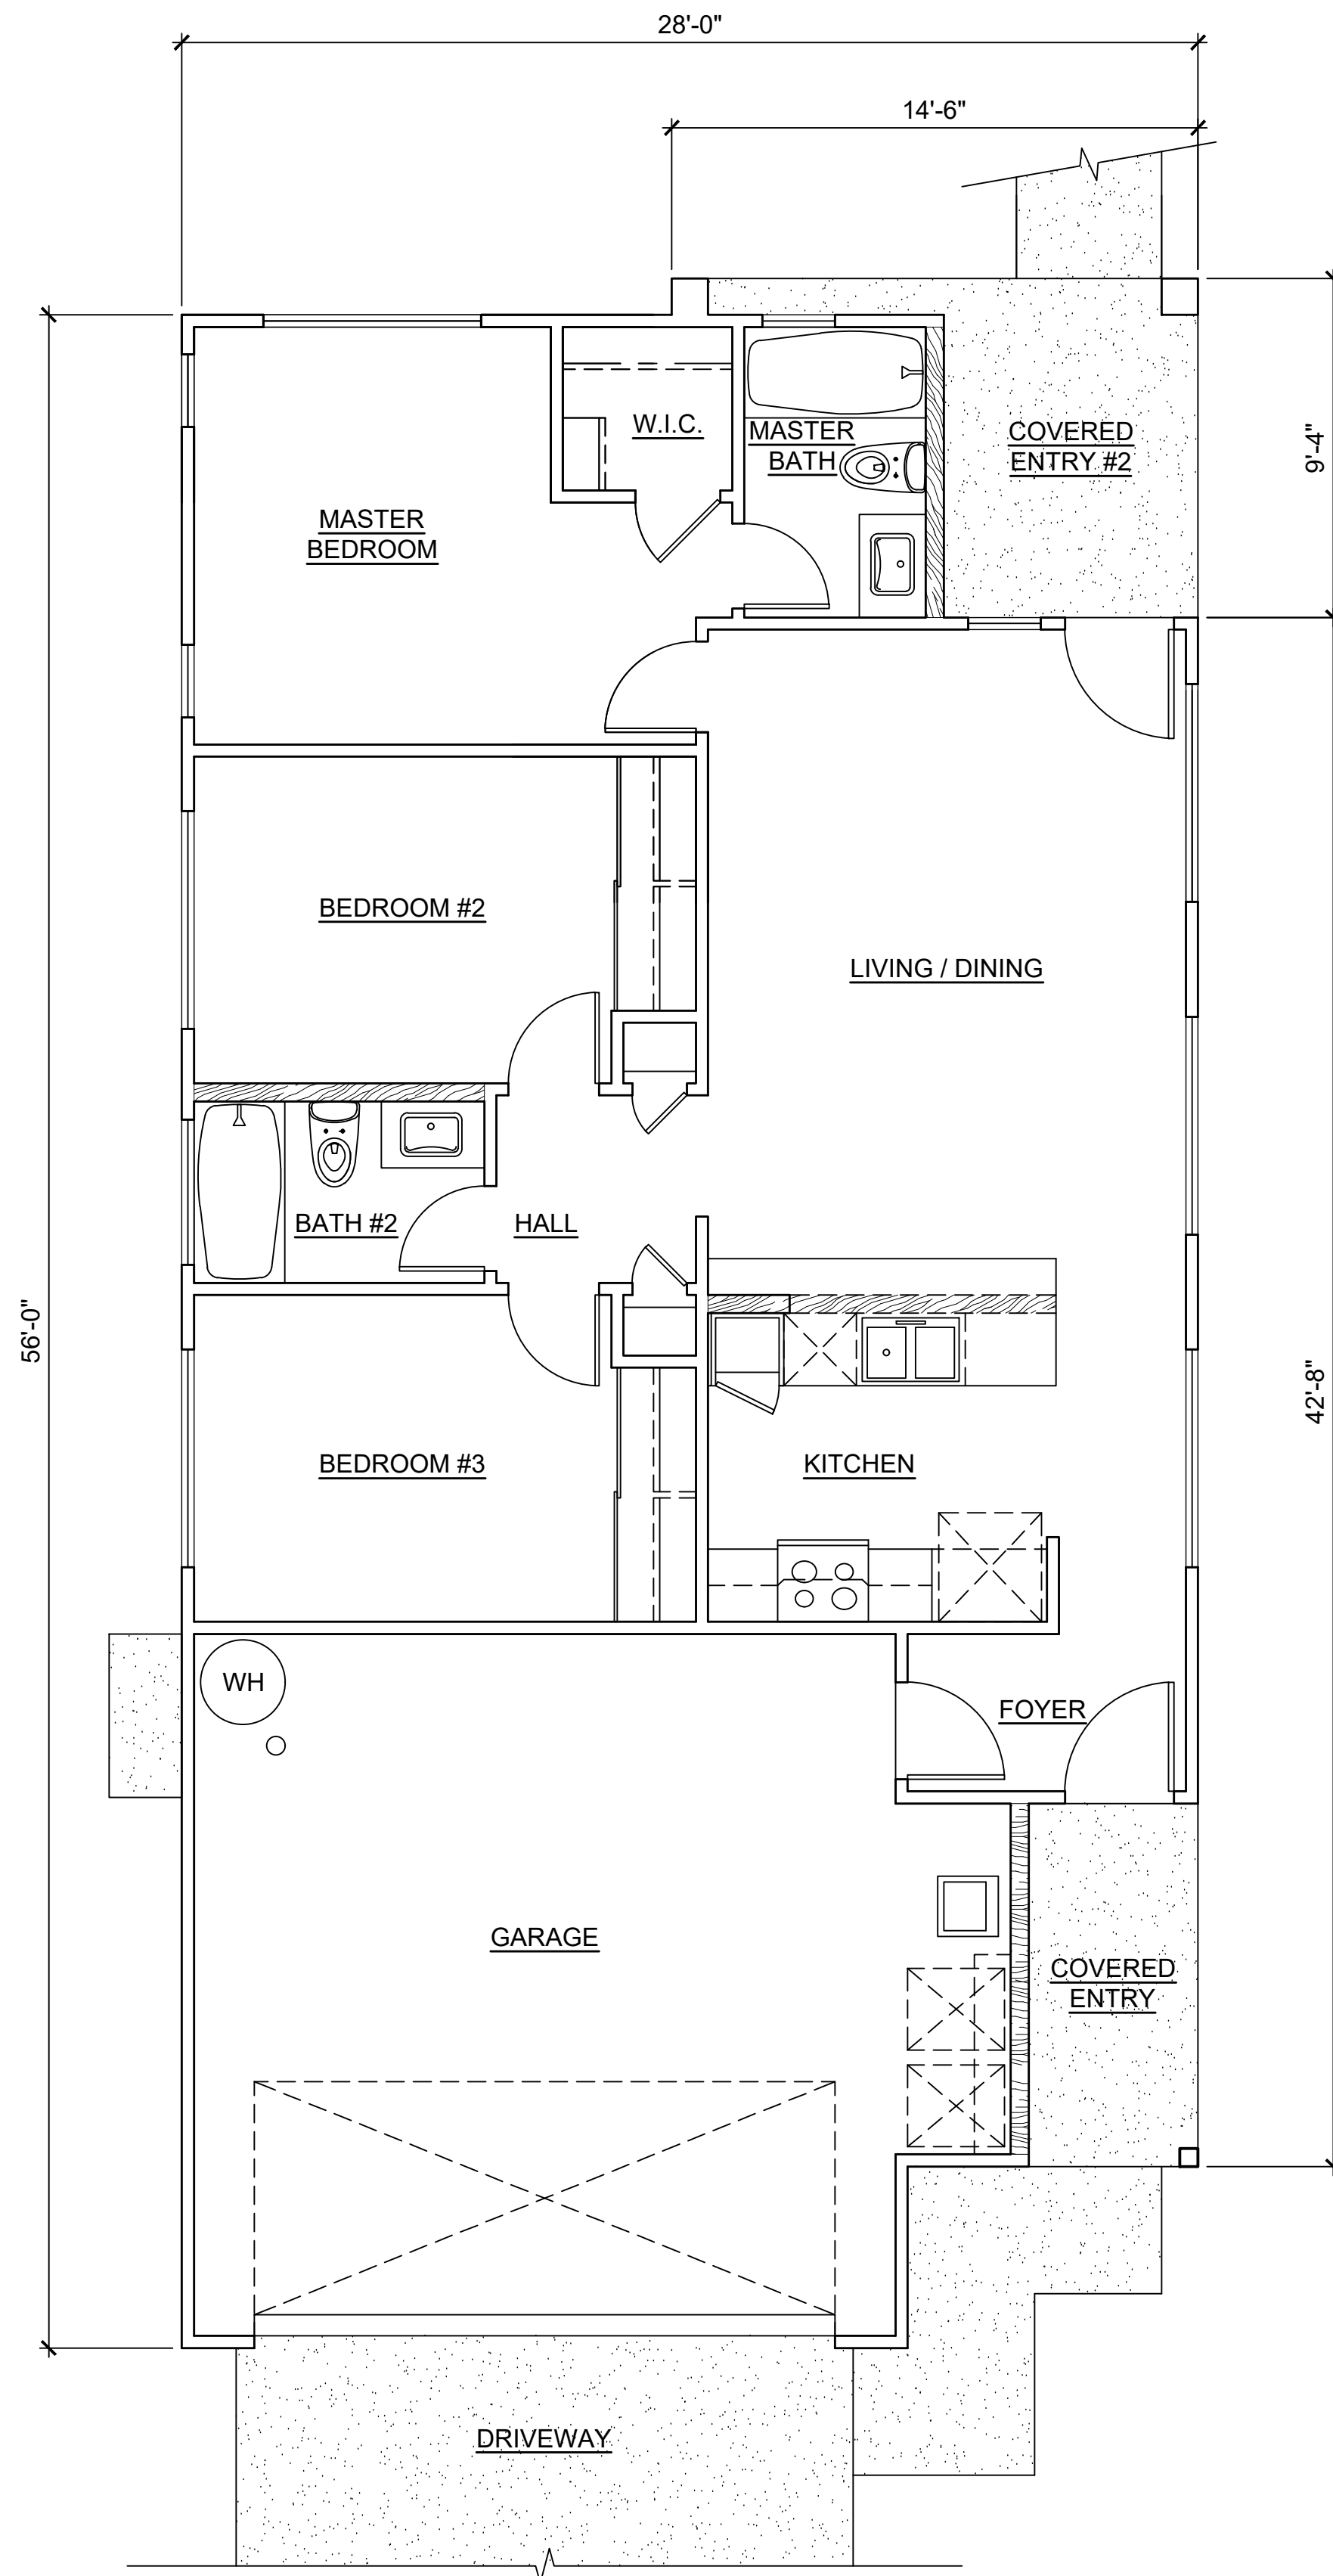 28'-0"
14'-6"
W.I.C.
MASTER
BATH
COVERED
ENTRY #2
9'-4"
MASTER
BEDROOM
BEDROOM #2
LIVING / DINING
BATH #2
HALL
56'-0"
42'-8"
BEDROOM #3
KITCHEN
WH
FOYER
GARAGE
COVERED
ENTRY
DRIVEWAY